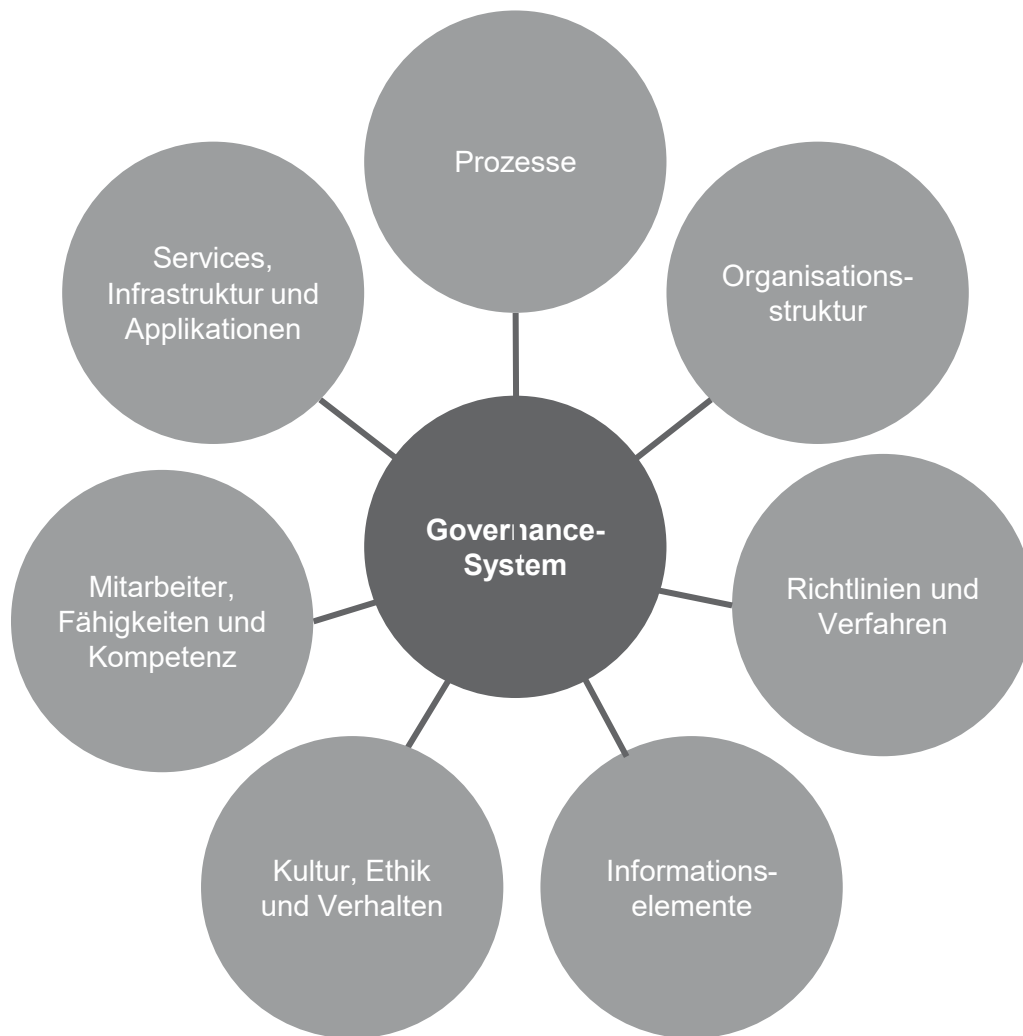 Prozesse
Services,
Infrastruktur und
Applikationen
Organisations-
struktur
Governance-
System
Mitarbeiter,
Fähigkeiten und
Kompetenz
Richtlinien und
Verfahren
Kultur, Ethik
und Verhalten
Informations-
elemente